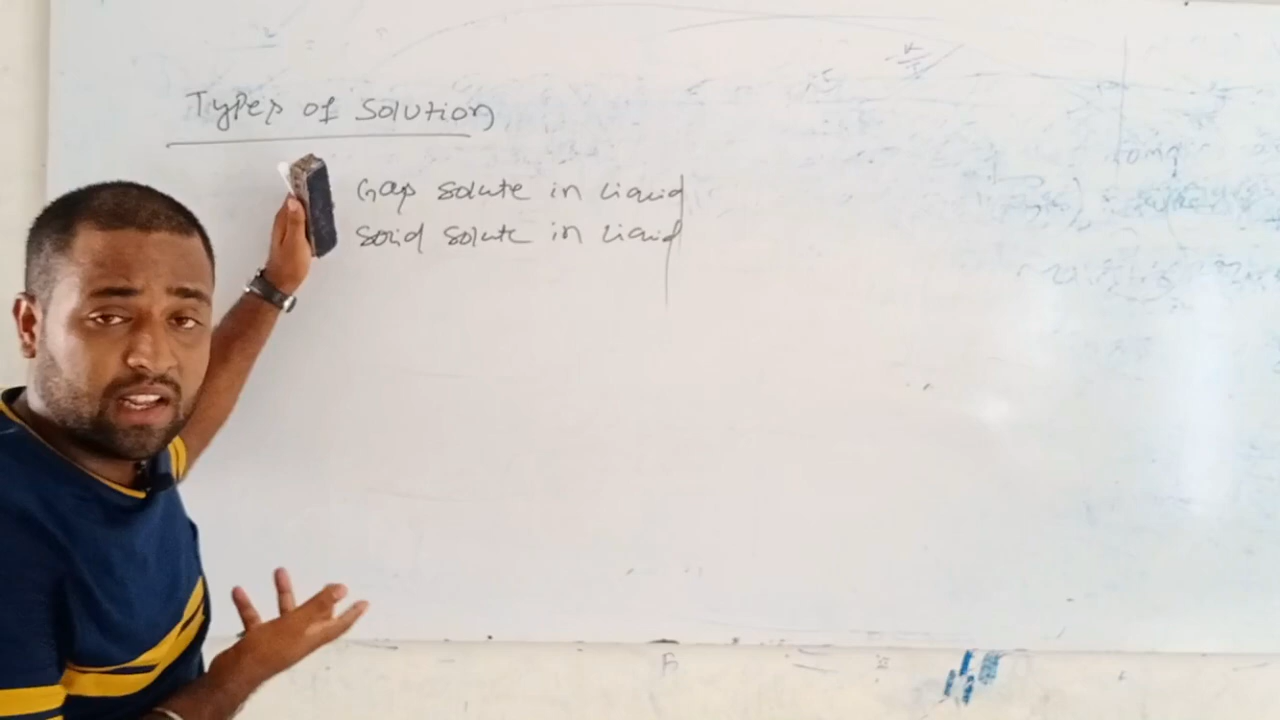 Types of Solution
Gas solute in Liquid
Solid solute in Liquid